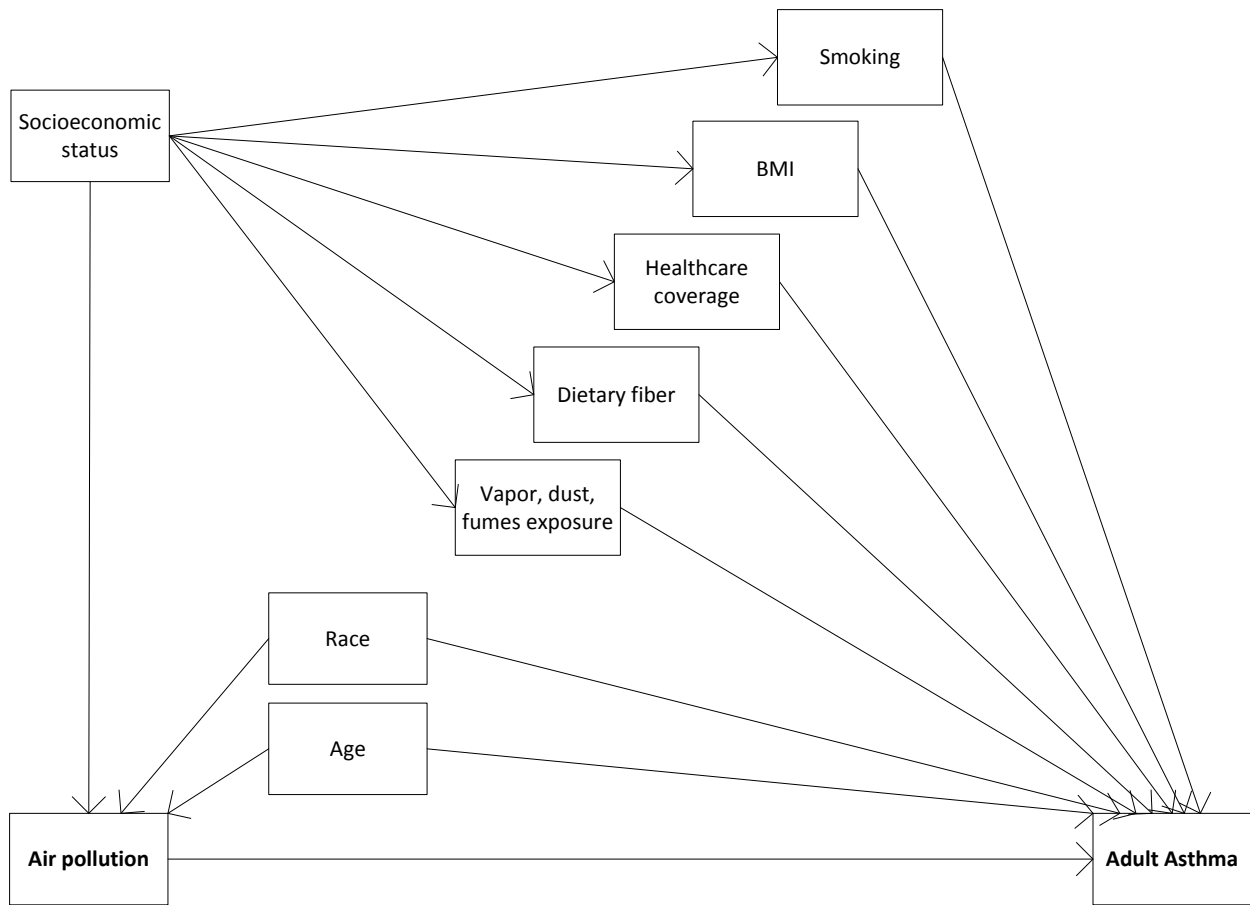 Smoking
Socioeconomic
status
BMI
Healthcare
coverage
Dietary fiber
Vapor, dust,
fumes exposure
Race
Age
Air pollution
Adult Asthma